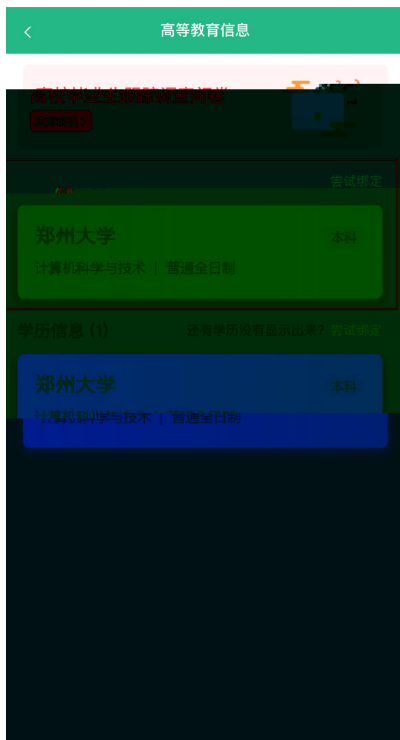 高等教育信息
高校毕业生跟踪调查问卷
尝试绑定
郑州大学
本科
计算机科学与技术 | 普通全日制
学历信息 (1)
还有学历没有显示出来? 尝试绑定
郑州大学
本科
计算机科学与技术 | 普通全日制